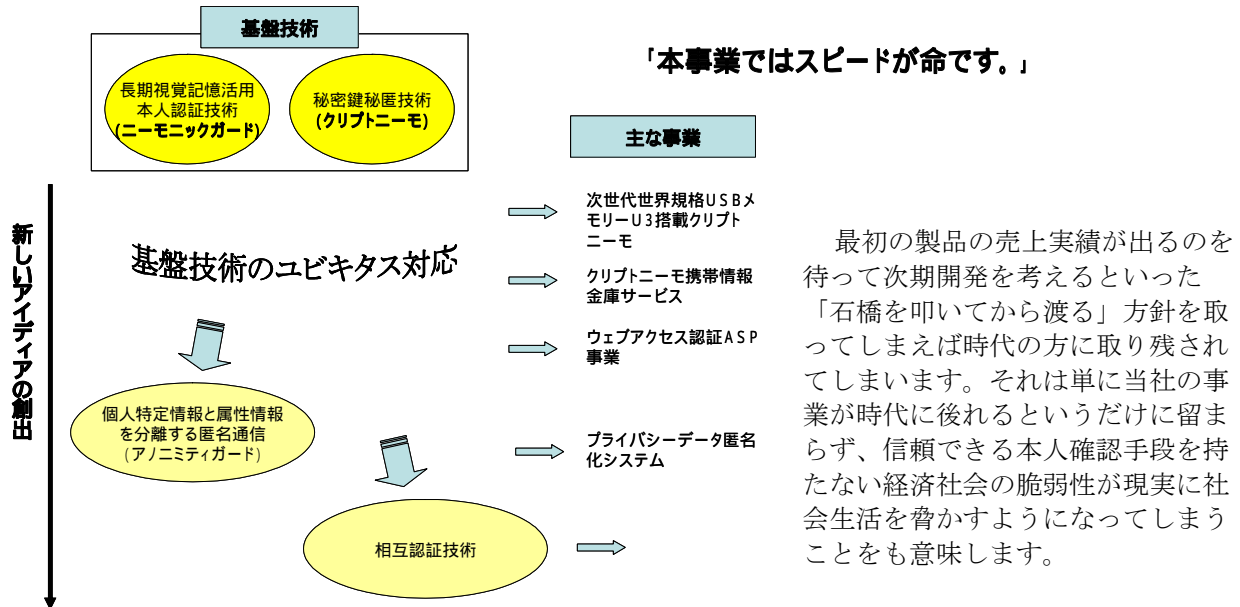 基盤技術
長期視覚記憶活用
本人認証技術
(ニーモニックガード)
秘密鍵秘匿技術
(クリプトニーモ)
「本事業ではスピードが命です。」
主な事業
新しいアイディアの創出
基盤技術のユビキタス対応
次世代世界規格USBメ
モリーU3搭載クリプト
ニーモ
クリプトニーモ携帯情報
金庫サービス
ウェブアクセス認証ASP
事業
個人特定情報と属性情報
を分離する匿名通信
(アノニミティガード)
プライバシーデータ匿名
化システム
相互認証技術
最初の製品の売上実績が出るのを
待って次期開発を考えるといった
「石橋を叩いてから渡る」方針を取
ってしまえば時代の方に取り残され
てしまいます。それは単に当社の事
業が時代に後れるというだけに留ま
らず、信頼できる本人確認手段を持
たない経済社会の脆弱性が現実に社
会生活を脅かすようになってしまう
ことをも意味します。